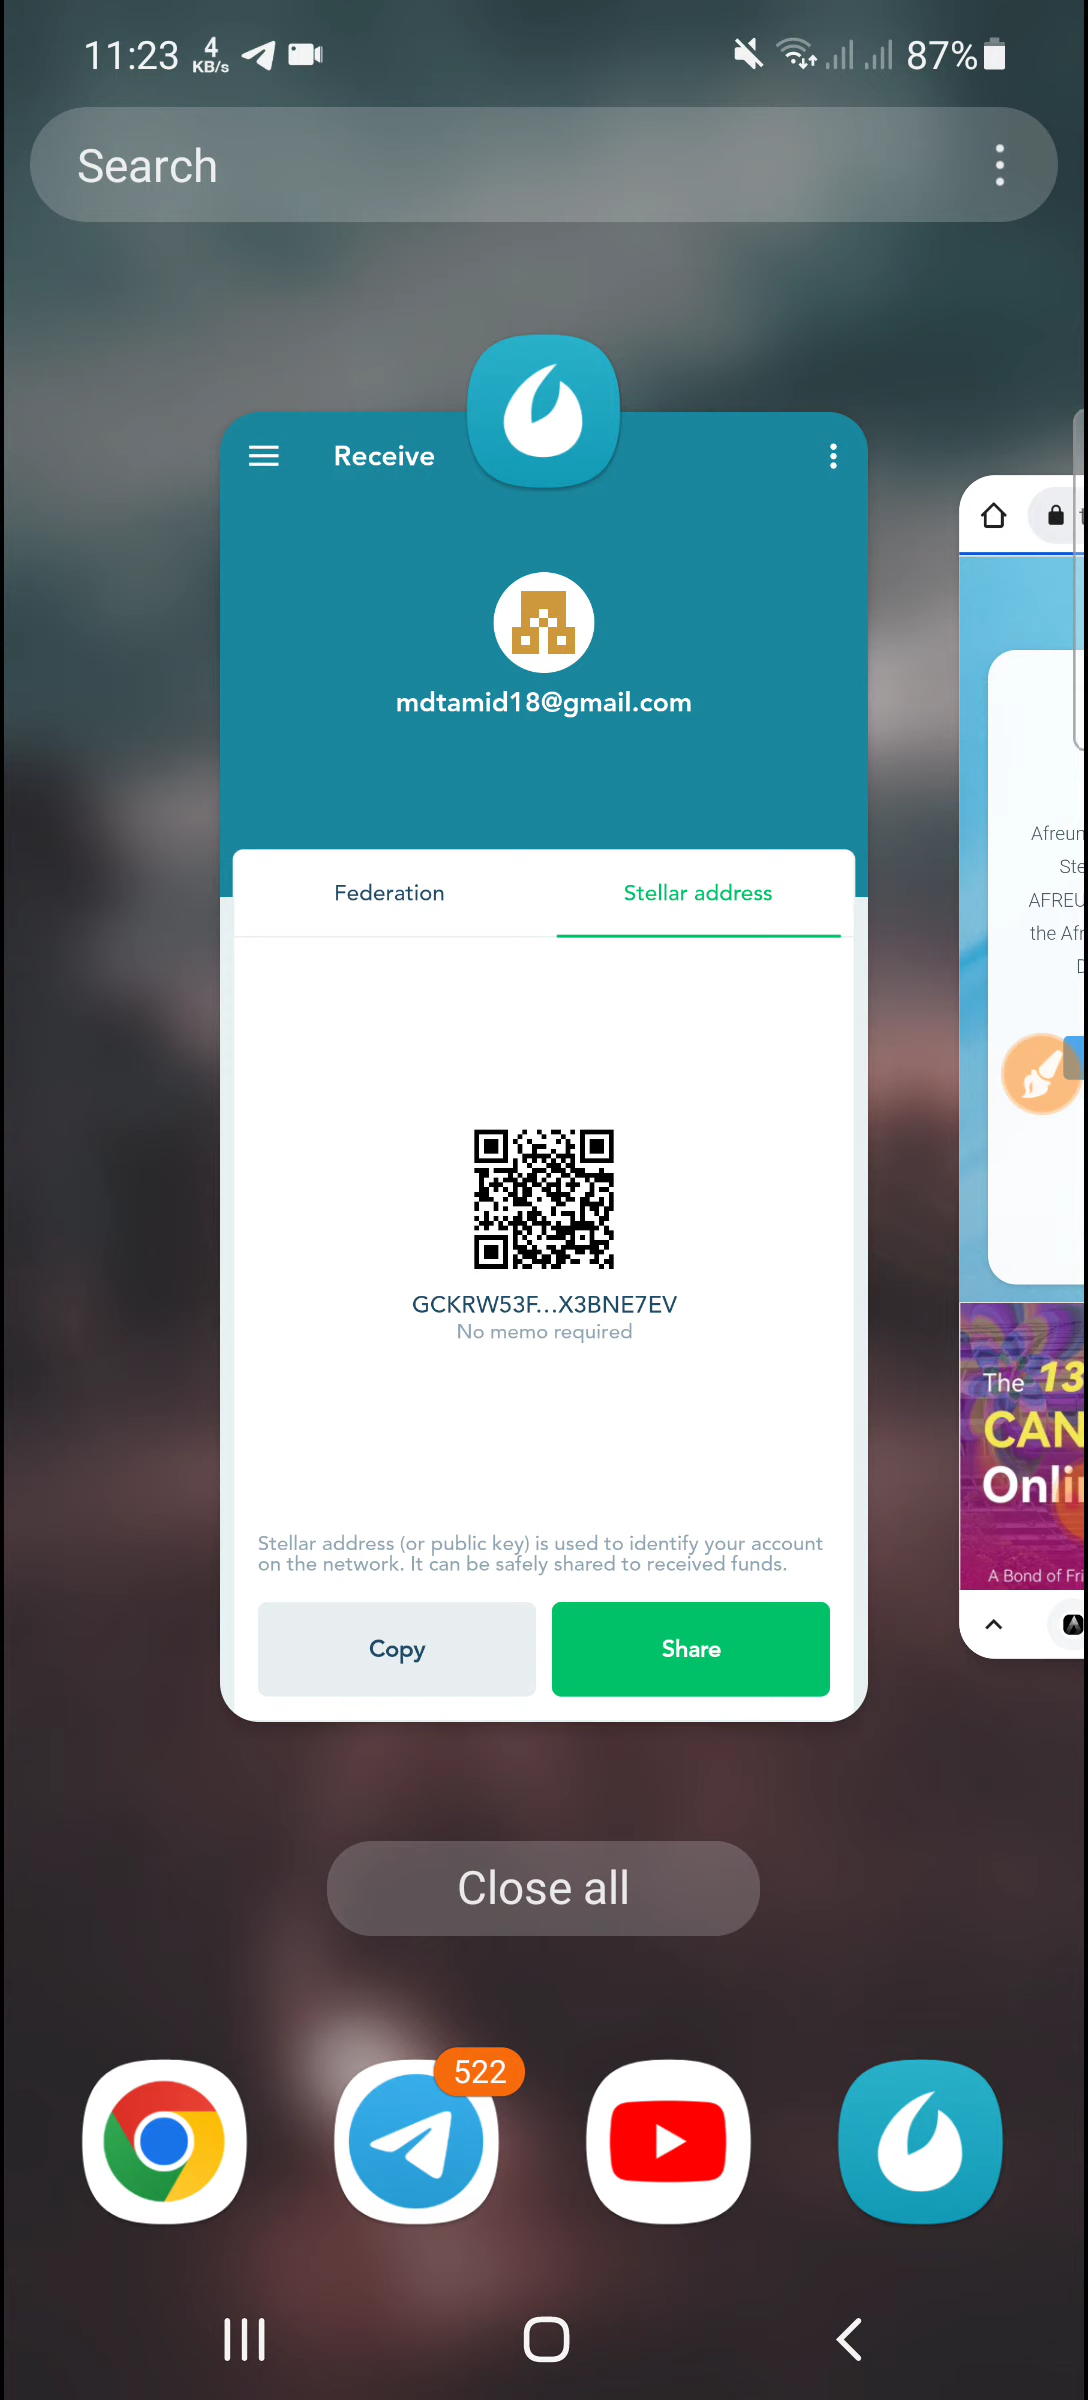 11:23 4 KB/s 87%
Search
Receive
mdtamid18@gmail.com
Federation Stellar address
GCKRW53F...X3BNE7EV
No memo required
Stellar address (or public key) is used to identify your account
on the network. It can be safely shared to received funds.
Copy Share
Afreun
Ste
AFREU
the Afr
D
The 13
CAN
Onli
A Bond of Fri
Close all
522